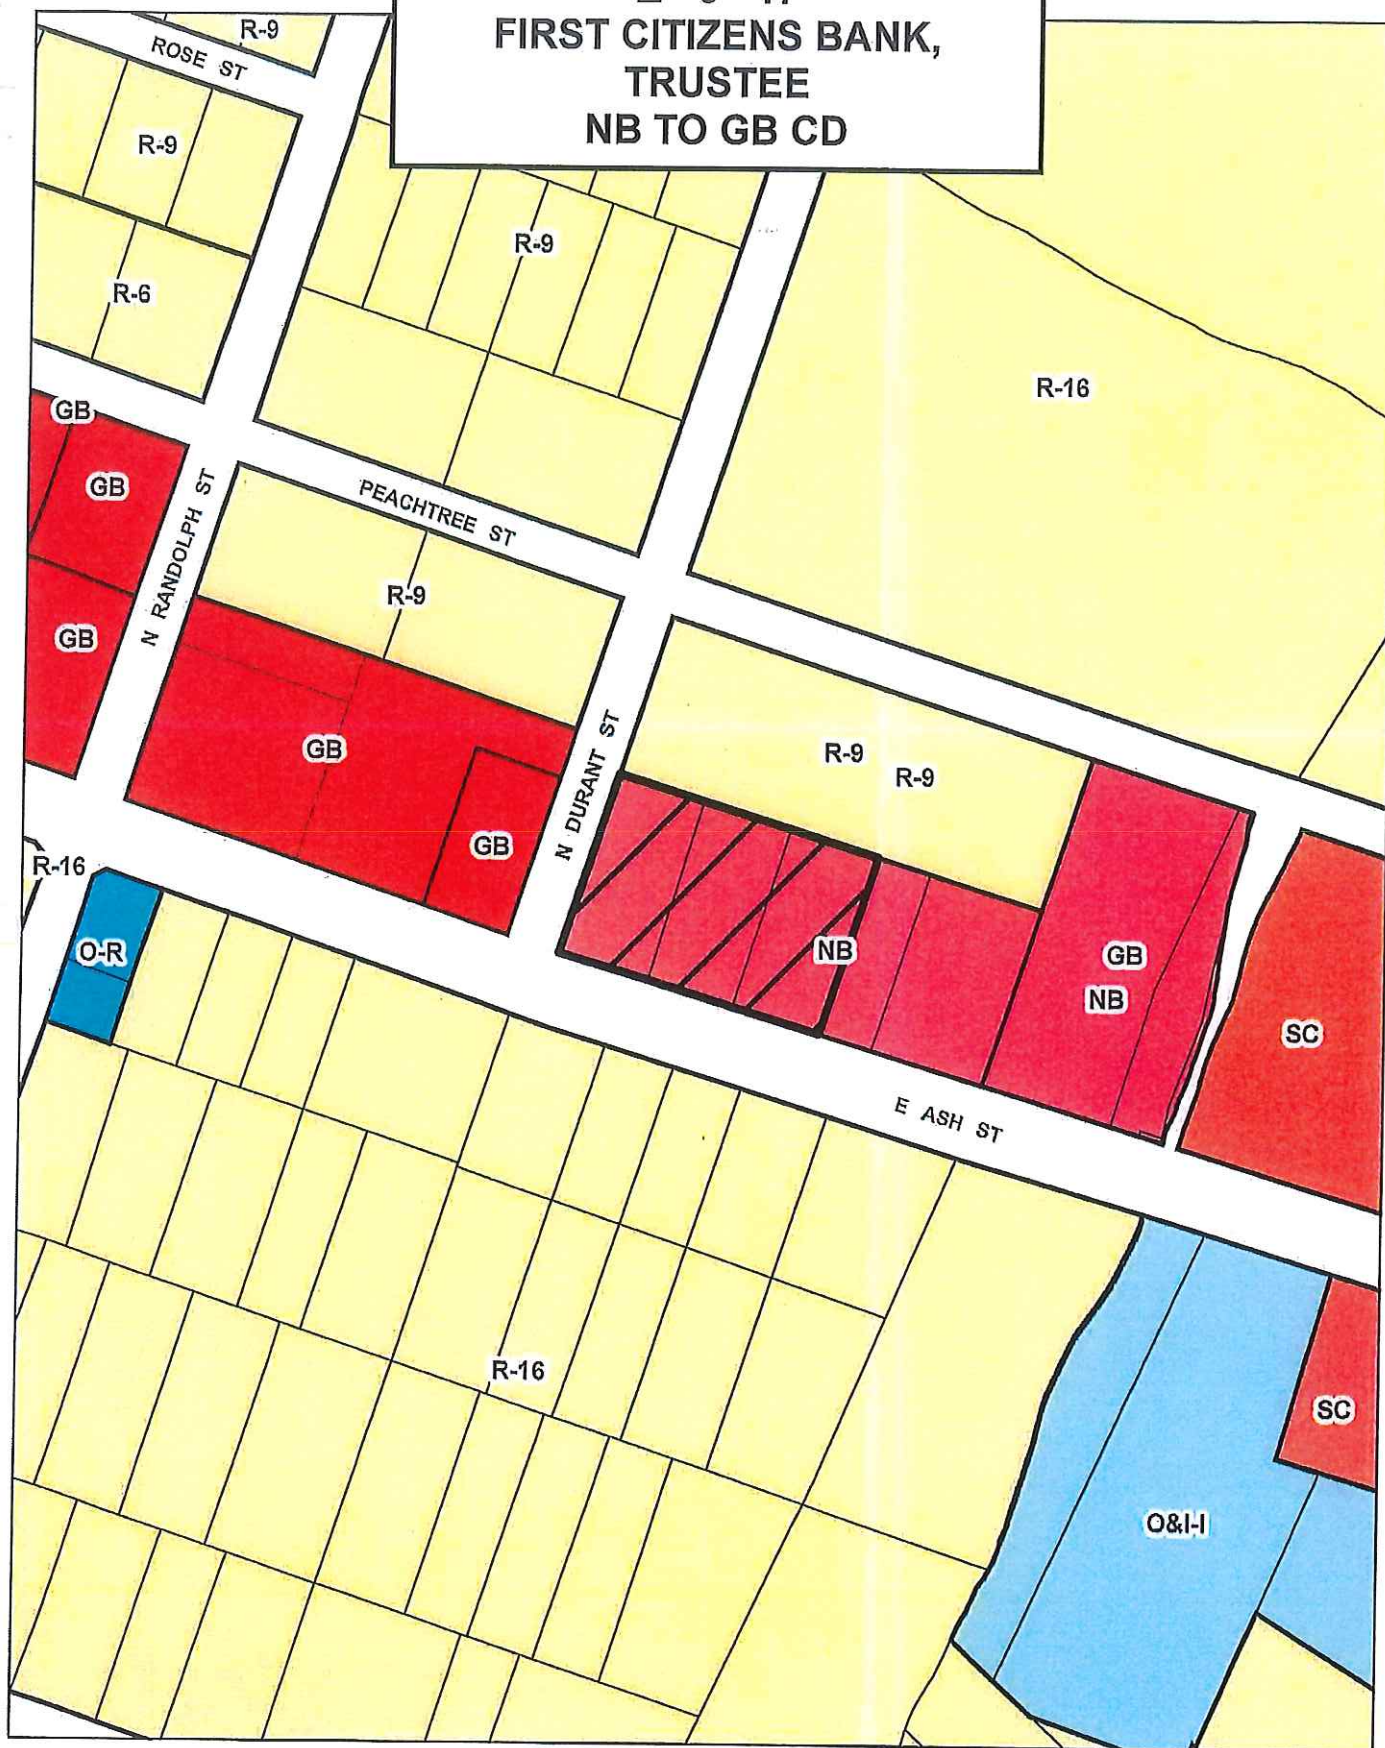 FIRST CITIZENS BANK,
TRUSTEE
NB TO GB CD
R-9
ROSE ST
R-9
R-9
R-6
R-16
GB
GB
N RANDOLPH ST
PEACHTREE ST
R-9
GB
GB
N DURANT ST
R-9
R-9
GB
R-16
O-R
NB
GB
NB
SC
E ASH ST
R-16
SC
O&I-I